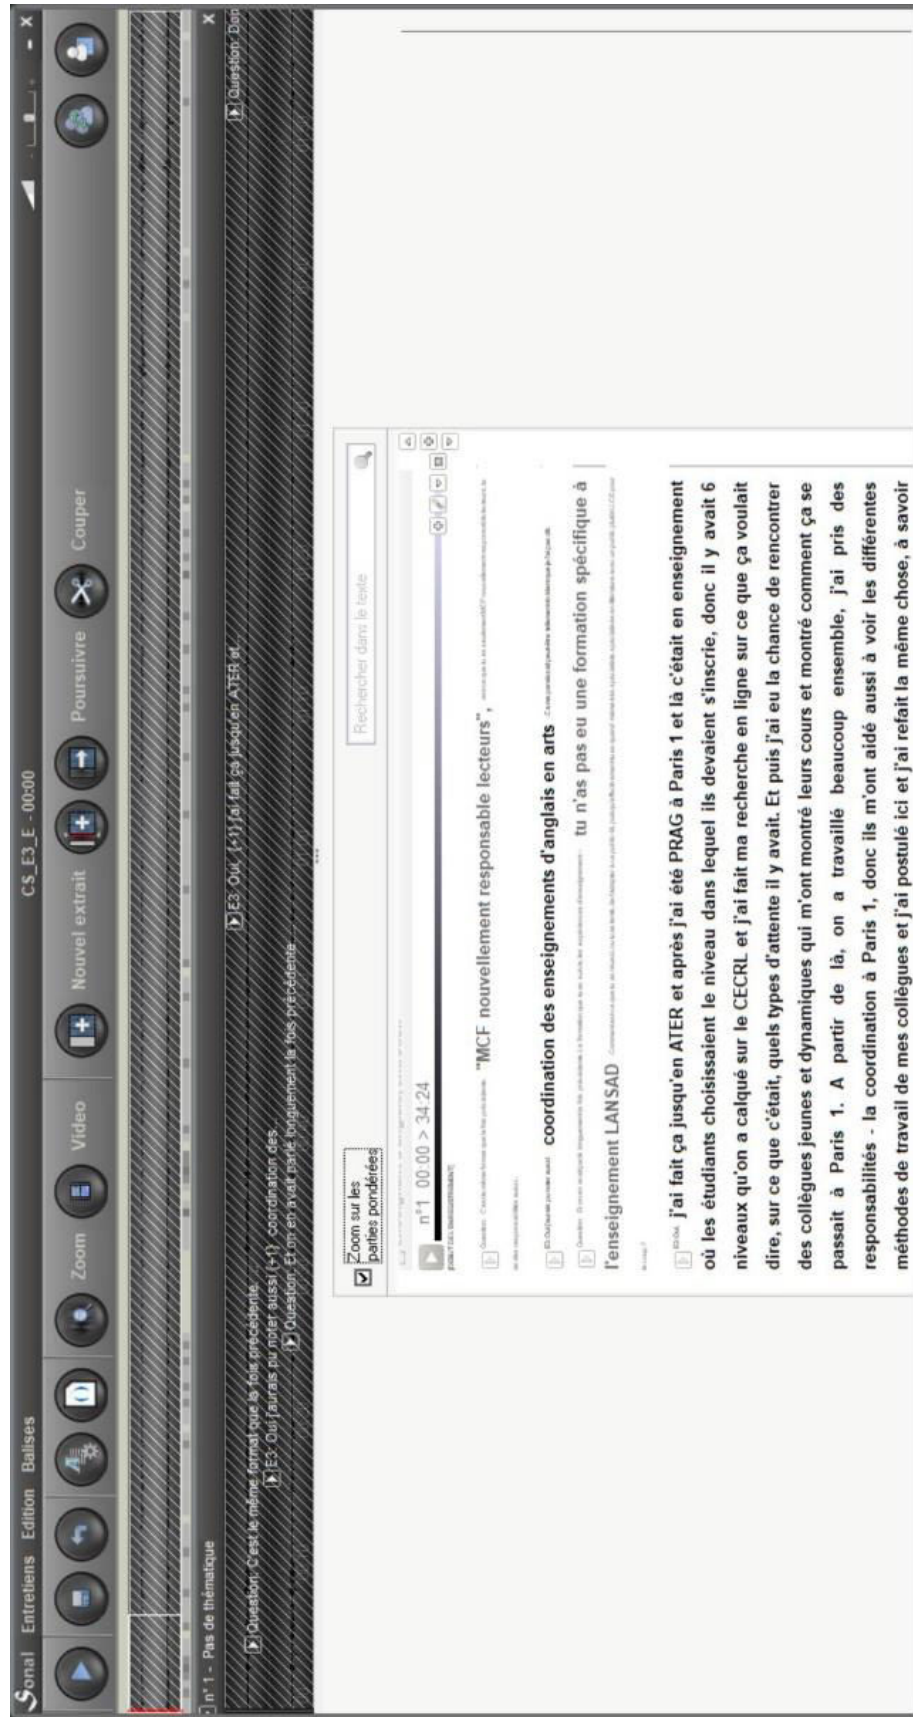 Sonal Entretiens Edition Balises CS_E3_E - 00:00
Zoom Video Nouvel extrait Poursuivre Couper
n° 1 - Pas de thématique
Question: C'est le même format que la fois précédente.
E3: Oui j'aurais pu noter aussi (+1) coordination des
Question: Et on en avait parlé longuement la fois précédente.
E3: Oui, (+1) j'ai fait ça jusqu'en ATER et
Question: Don
Zoom sur les
parties pondérées
Rechercher dans le texte
n°1 00:00 > 34:24
"MCF nouvellement responsable lecteurs",
coordination des enseignements d'anglais en arts
tu n'as pas eu une formation spécifique à
l'enseignement LANSAD
E3: Oui, j'ai fait ça jusqu'en ATER et après j'ai été PRAG à Paris 1 et là c'était en enseignement
où les étudiants choisissaient le niveau dans lequel ils devaient s'inscrie, donc il y avait 6
niveaux qu'on a calqué sur le CECRL et j'ai fait ma recherche en ligne sur ce que ça voulait
dire, sur ce que c'était, quels types d'attente il y avait. Et puis j'ai eu la chance de rencontrer
des collègues jeunes et dynamiques qui m'ont montré leurs cours et montré comment ça se
passait à Paris 1. A partir de là, on a travaillé beaucoup ensemble, j'ai pris des
responsabilités - la coordination à Paris 1, donc ils m'ont aidé aussi à voir les différentes
méthodes de travail de mes collègues et j'ai postulé ici et j'ai refait la même chose, à savoir